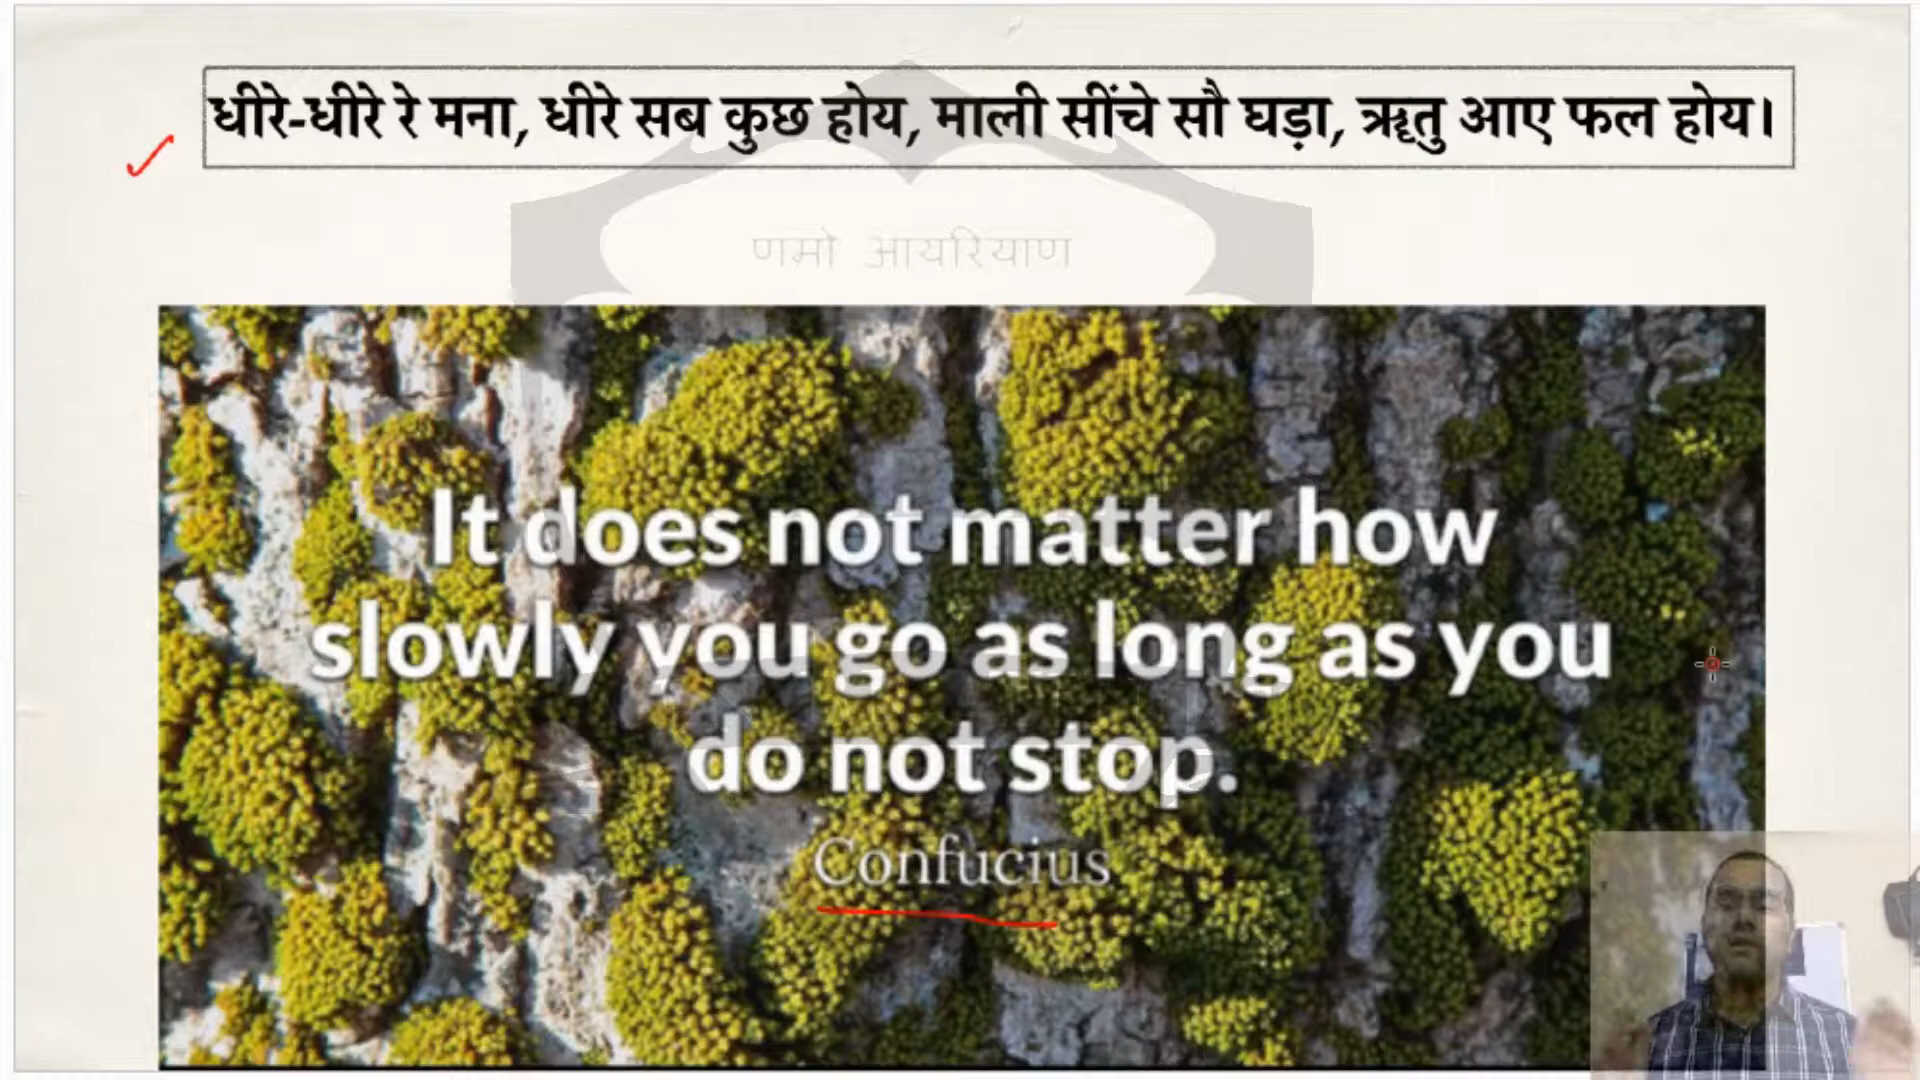 धीरे-धीरे रे मना, धीरे सब कुछ होय, माली सींचे सौ घड़ा, ॠतु आए फल होय।
णमो आयरियाण
It does not matter how
slowly you go as long as you
do not stop.
Confucius